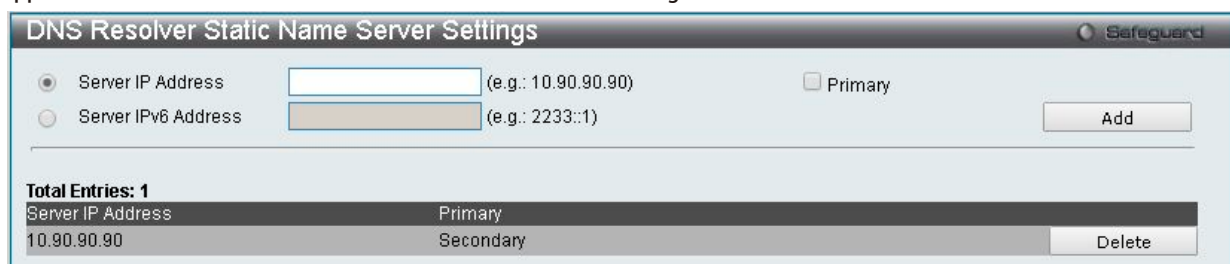 DNS Resolver Static Name Server Settings
Safeguard
Server IP Address (e.g.: 10.90.90.90) Primary
Server IPv6 Address (e.g.: 2233::1) Add
Total Entries: 1
Server IP Address Primary
10.90.90.90 Secondary Delete